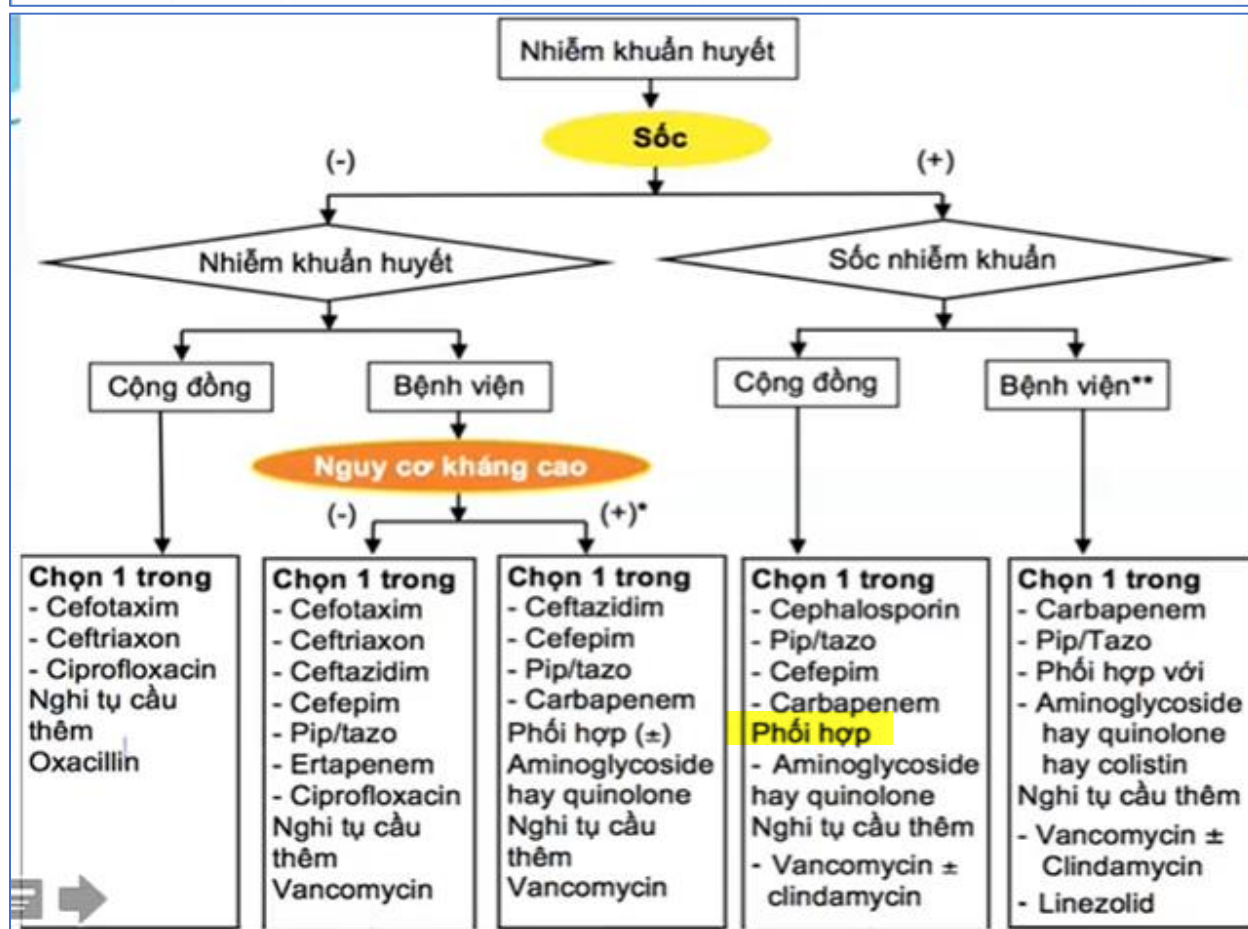 Nhiễm khuẩn huyết
Sốc
(-)
(+)
Nhiễm khuẩn huyết
Sốc nhiễm khuẩn
Cộng đồng
Bệnh viện
Cộng đồng
Bệnh viện**
Nguy cơ kháng cao
(-)
(+)*
Chọn 1 trong
- Cefotaxim
- Ceftriaxon
- Ciprofloxacin
Nghi tụ cầu
thêm
Oxacillin
Chọn 1 trong
- Cefotaxim
- Ceftriaxon
- Ceftazidim
- Cefepim
- Pip/tazo
- Ertapenem
- Ciprofloxacin
Nghi tụ cầu
thêm
Vancomycin
Chọn 1 trong
- Ceftazidim
- Cefepim
- Pip/tazo
- Carbapenem
Phối hợp (±)
Aminoglycoside
hay quinolone
Nghi tụ cầu
thêm
Vancomycin
Chọn 1 trong
- Cephalosporin
- Pip/tazo
- Cefepim
- Carbapenem
Phối hợp
- Aminoglycoside
hay quinolone
Nghi tụ cầu thêm
- Vancomycin ±
clindamycin
Chọn 1 trong
- Carbapenem
- Pip/Tazo
- Phối hợp với
- Aminoglycoside
hay quinolone
hay colistin
Nghi tụ cầu thêm
- Vancomycin ±
Clindamycin
- Linezolid